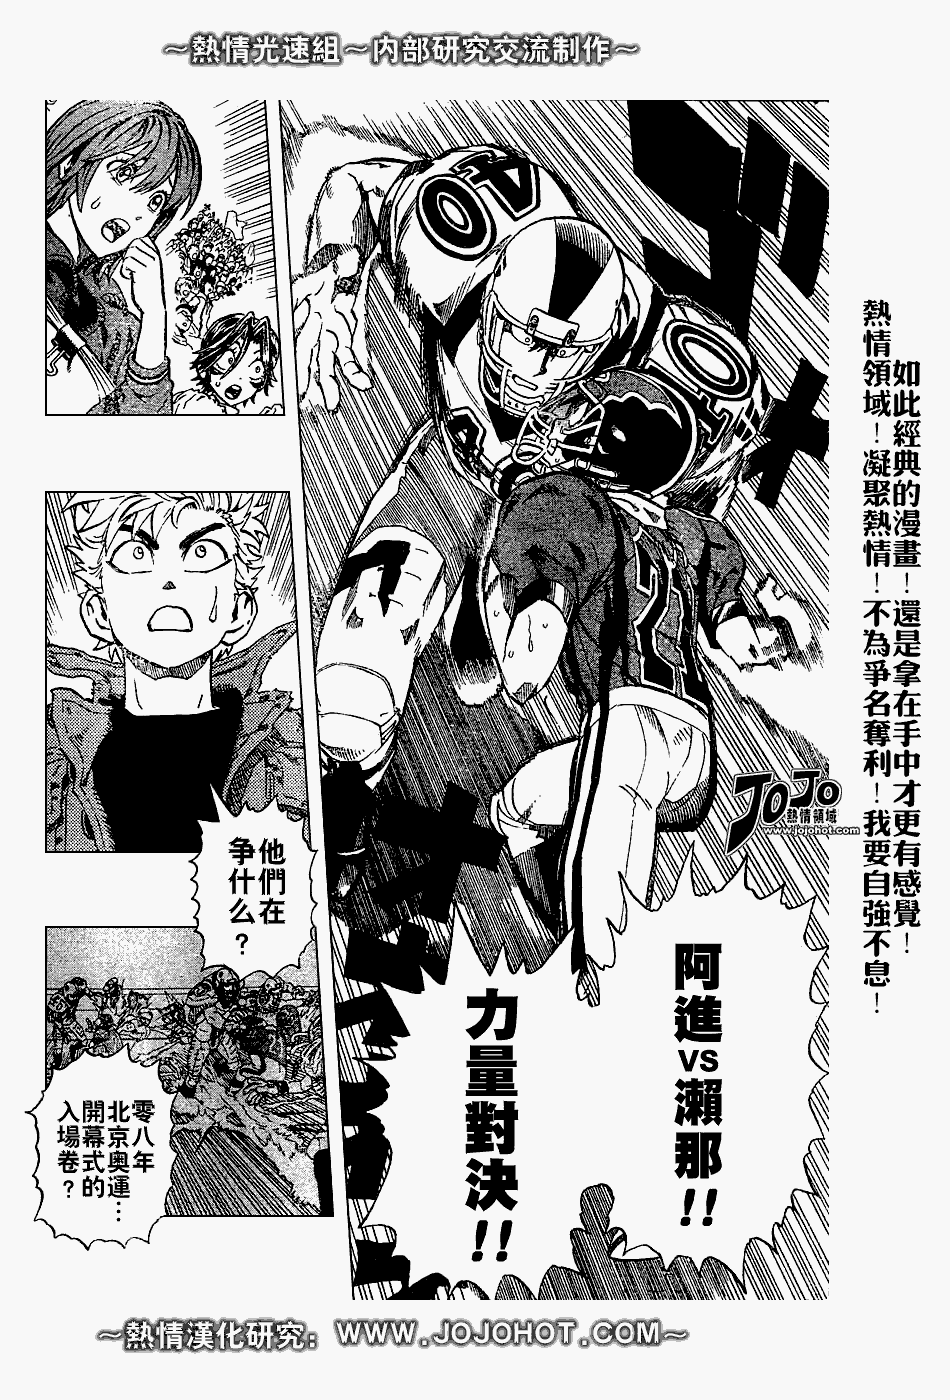 ～熱情光速組～内部研究交流制作～
如此經典的漫畫！還是拿在手中才更有感覺！
熱情領域！凝聚熱情！不為爭名奪利！我要自強不息！
JOJO
熱情領域
www.jojohot.com
40
40
21
阿進
VS
瀨那!!
力量對決!!
他們在
争什么?
零八年
北京奧運…
開幕式的
入場卷?
～熱情漢化研究：WWW.JOJOHOT.COM～